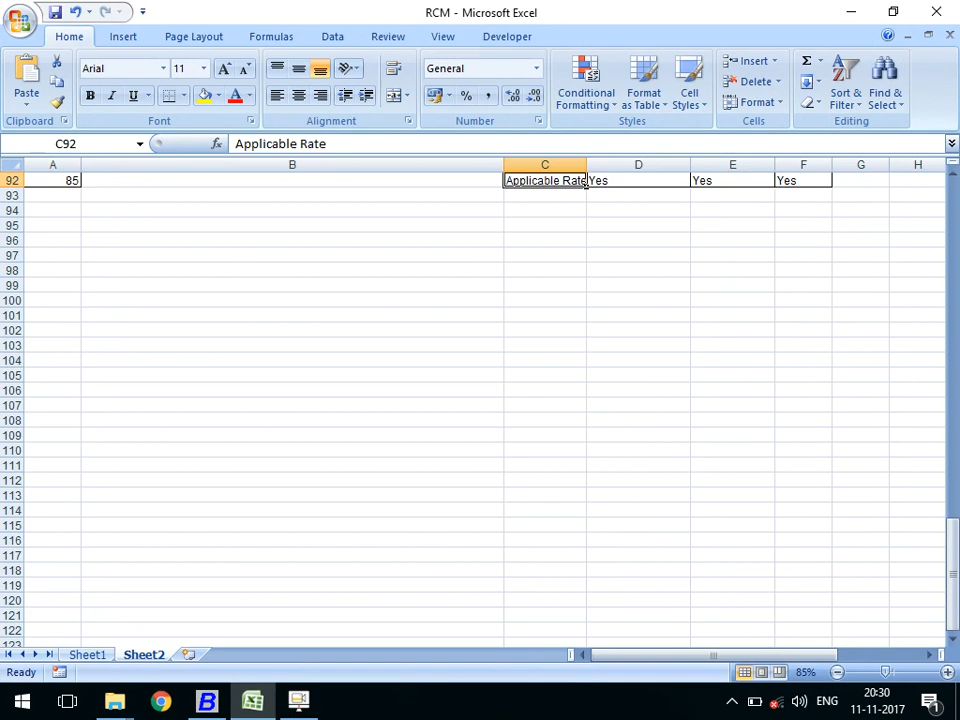 RCM - Microsoft Excel
Home Insert Page Layout Formulas Data Review View Developer
Paste
Clipboard
Arial 11
B I U A
Font
Alignment
General
% ,
Number
Conditional Formatting
Format as Table
Cell Styles
Styles
Insert
Delete
Format
Cells
Σ
Sort & Filter
Find & Select
Editing
C92 fx Applicable Rate
A B C D E F G H
92 85 Applicable Rate Yes Yes Yes
93
94
95
96
97
98
99
100
101
102
103
104
105
106
107
108
109
110
111
112
113
114
115
116
117
118
119
120
121
122
123
Sheet1 Sheet2
Ready 85%
B ENG 20:30
11-11-2017 1